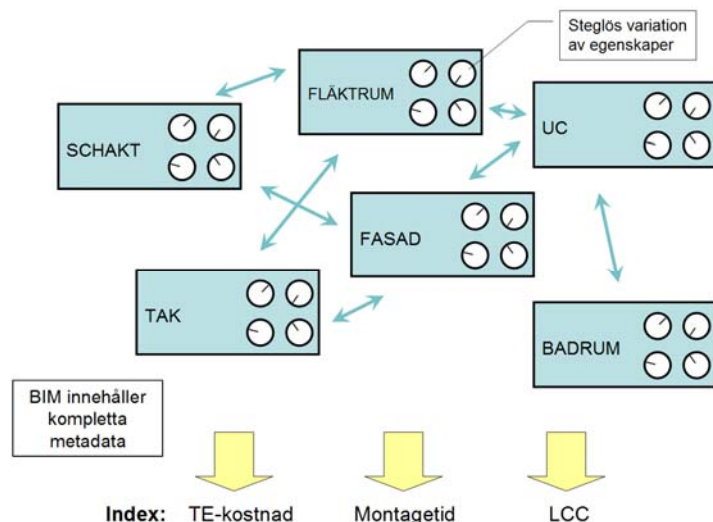 Steglös variation
av egenskaper
FLÄKTRUM
UC
SCHAKT
FASAD
TAK
BADRUM
BIM innehåller
kompletta
metadata
Index: TE-kostnad Montagetid LCC